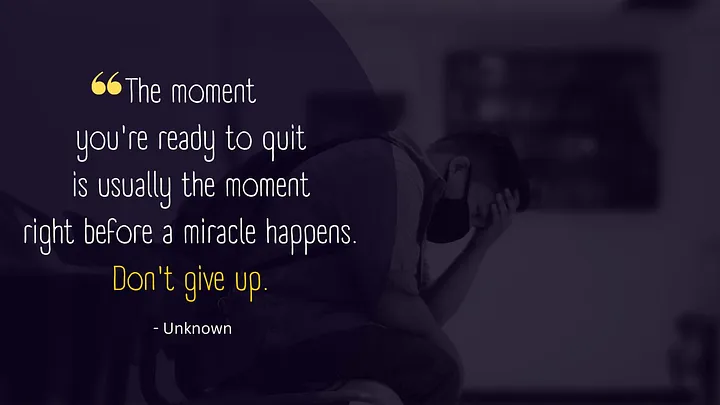 “The moment
you're ready to quit
is usually the moment
right before a miracle happens.
Don't give up.
- Unknown